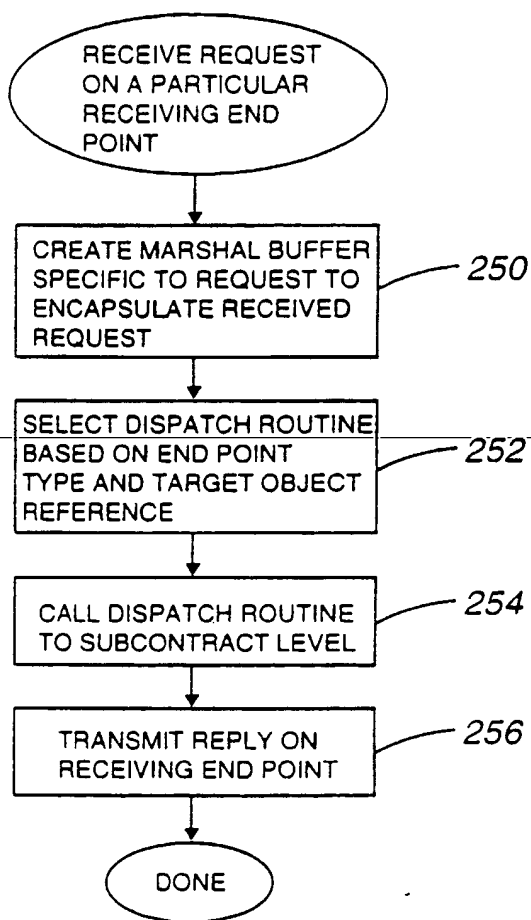 RECEIVE REQUEST
ON A PARTICULAR
RECEIVING END
POINT
CREATE MARSHAL BUFFER
SPECIFIC TO REQUEST TO
ENCAPSULATE RECEIVED
REQUEST
250
SELECT DISPATCH ROUTINE
BASED ON END POINT
TYPE AND TARGET OBJECT
REFERENCE
252
CALL DISPATCH ROUTINE
TO SUBCONTRACT LEVEL
254
TRANSMIT REPLY ON
RECEIVING END POINT
256
DONE